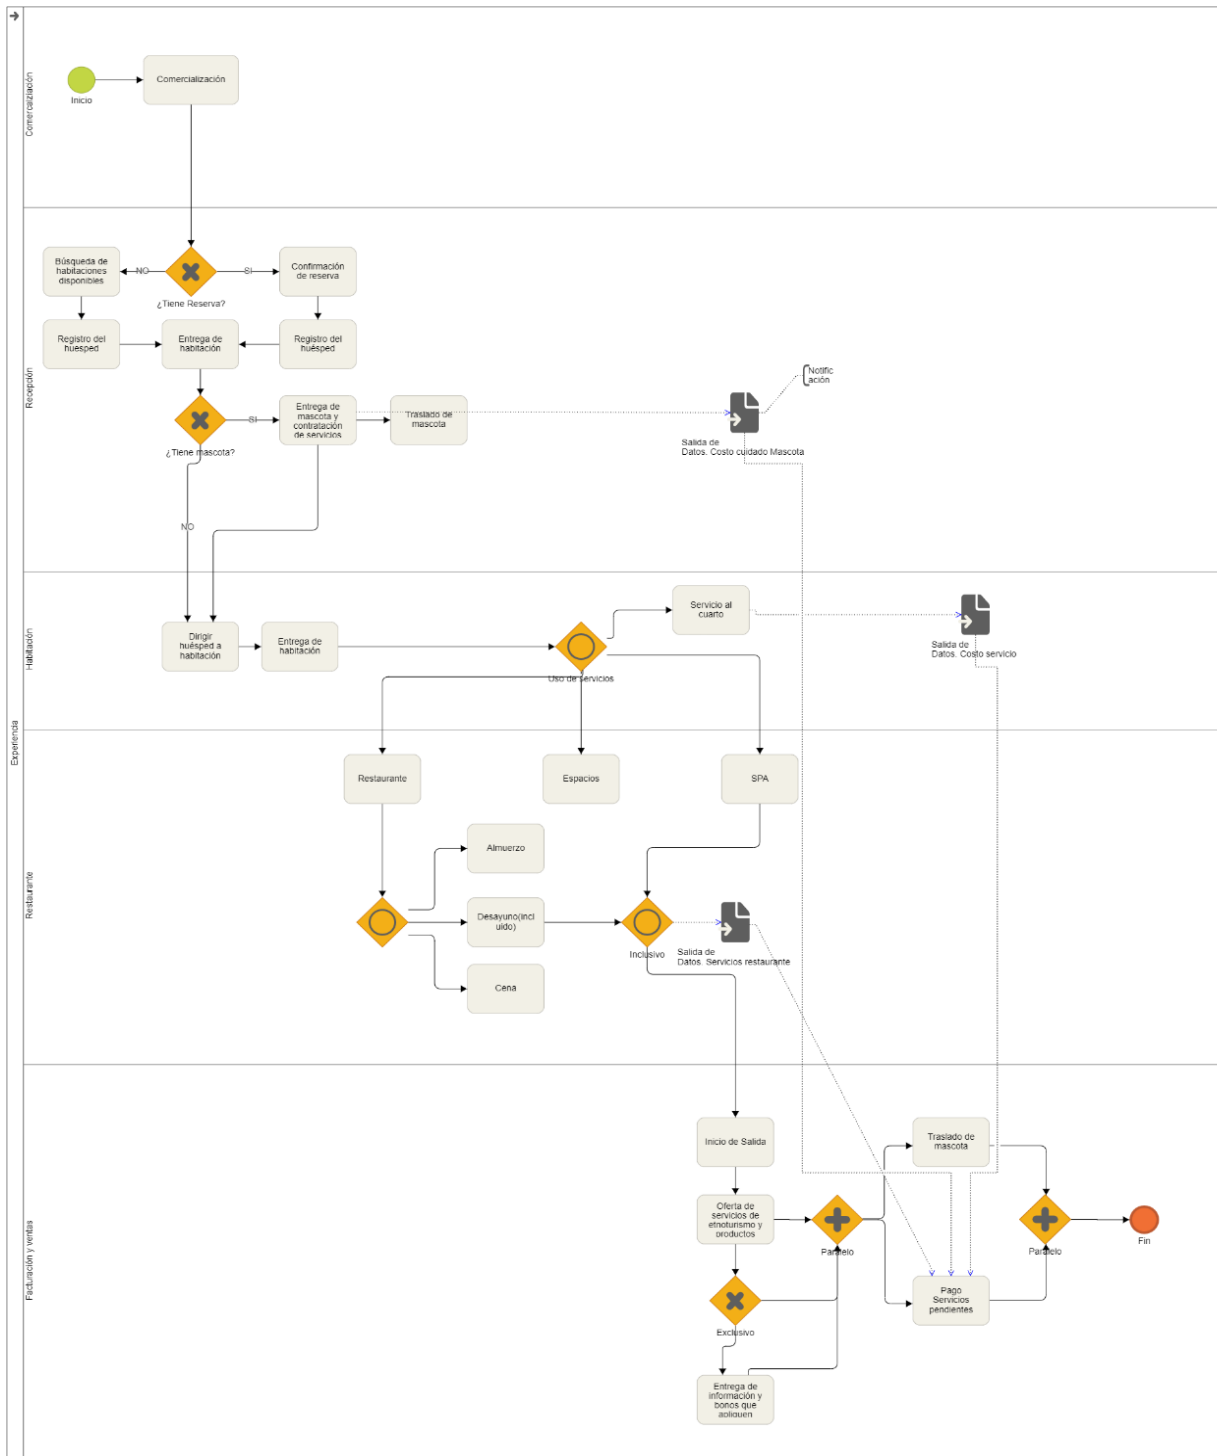 Experiencia
Comercialziación
Inicio
Comercialización
Recepción
Búsqueda de
habitaciones
disponibles
NO
SI
¿Tiene Reserva?
Confirmación
de reserva
Registro del
huesped
Entrega de
habitación
Registro del
huésped
¿Tiene mascota?
SI
NO
Entrega de
mascota y
contratación
de servicios
Traslado de
mascota
Notific
ación
Salida de
Datos. Costo cuidado Mascota
Habitación
Dirigir
huésped a
habitación
Entrega de
habitación
Uso de servicios
Servicio al
cuarto
Salida de
Datos. Costo servicio
Restaurante
Restaurante
Espacios
SPA
Almuerzo
Desayuno(incl
uido)
Cena
Inclusivo
Salida de
Datos. Servicios restaurante
Facturación y ventas
Inicio de Salida
Oferta de
servicios de
etnoturismo y
productos
Paralelo
Exclusivo
Entrega de
información y
bonos que
apliquen
Traslado de
mascota
Pago
Servicios
pendientes
Paralelo
Fin